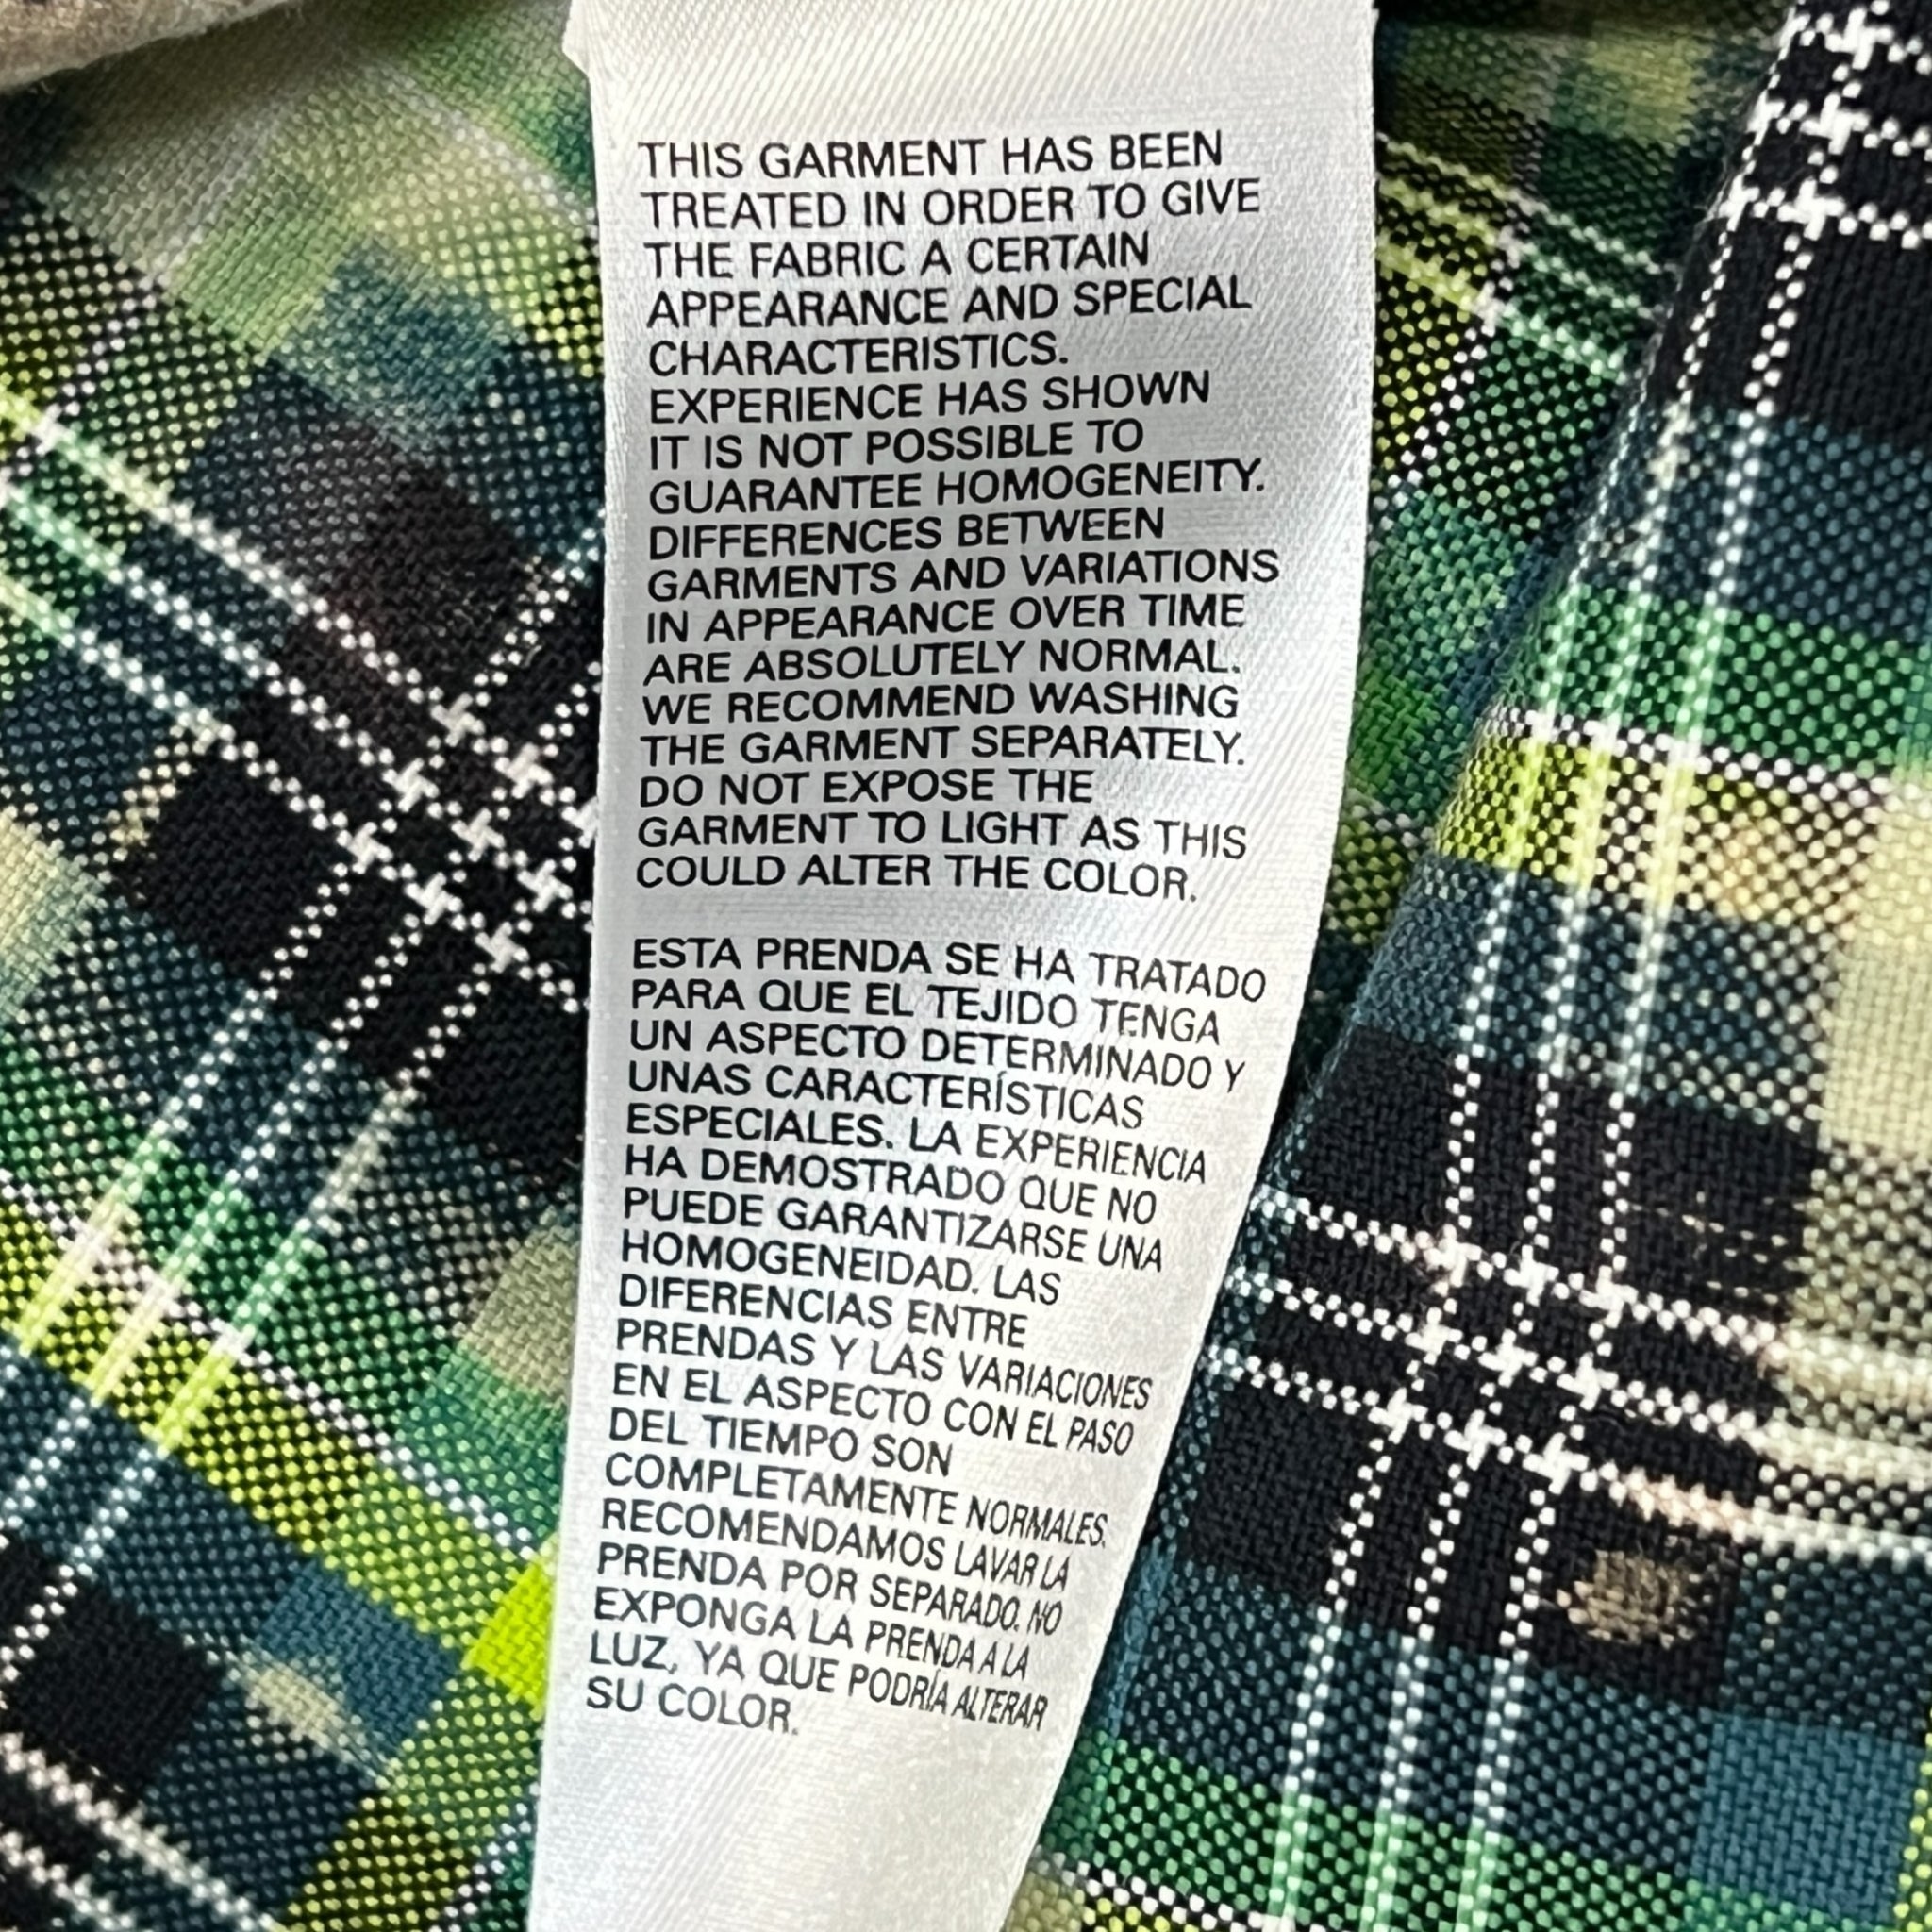 THIS GARMENT HAS BEEN
TREATED IN ORDER TO GIVE
THE FABRIC A CERTAIN
APPEARANCE AND SPECIAL
CHARACTERISTICS.
EXPERIENCE HAS SHOWN
IT IS NOT POSSIBLE TO
GUARANTEE HOMOGENEITY.
DIFFERENCES BETWEEN
GARMENTS AND VARIATIONS
IN APPEARANCE OVER TIME
ARE ABSOLUTELY NORMAL.
WE RECOMMEND WASHING
THE GARMENT SEPARATELY.
DO NOT EXPOSE THE
GARMENT TO LIGHT AS THIS
COULD ALTER THE COLOR.
ESTA PRENDA SE HA TRATADO
PARA QUE EL TEJIDO TENGA
UN ASPECTO DETERMINADO Y
UNAS CARACTERÍSTICAS
ESPECIALES. LA EXPERIENCIA
HA DEMOSTRADO QUE NO
PUEDE GARANTIZARSE UNA
HOMOGENEIDAD. LAS
DIFERENCIAS ENTRE
PRENDAS Y LAS VARIACIONES
EN EL ASPECTO CON EL PASO
DEL TIEMPO SON
COMPLETAMENTE NORMALES.
RECOMENDAMOS LAVAR LA
PRENDA POR SEPARADO. NO
EXPONGA LA PRENDA A LA
LUZ, YA QUE PODRÍA ALTERAR
SU COLOR.